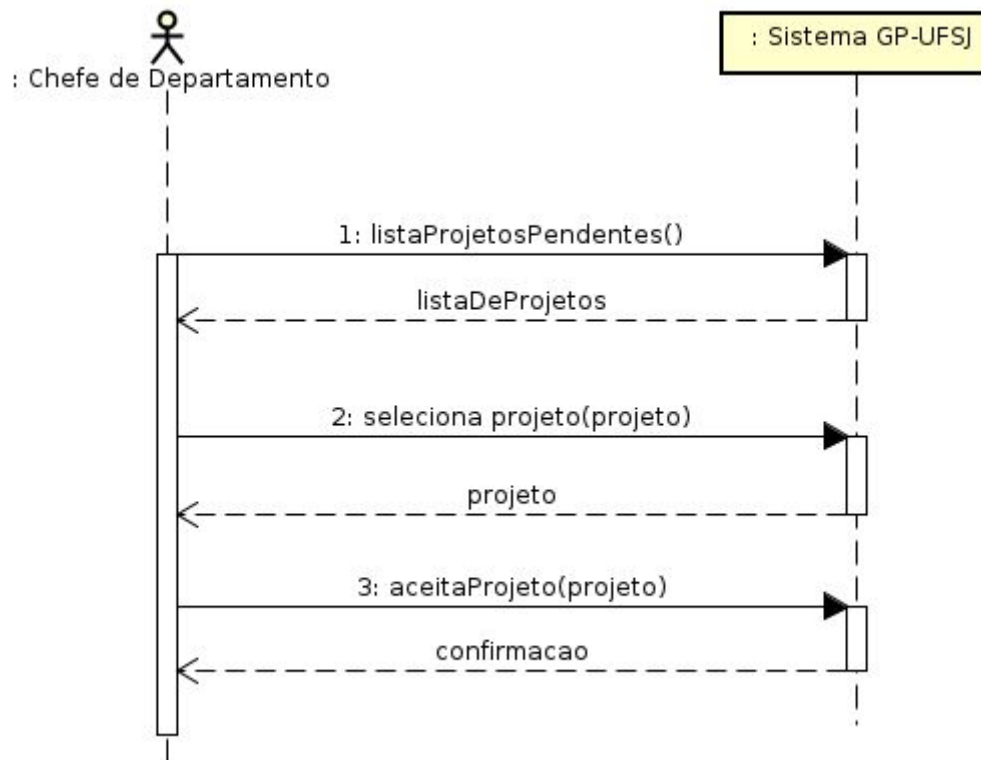 : Chefe de Departamento
: Sistema GP-UFSJ
1: listaProjetosPendentes()
listaDeProjetos
2: seleciona projeto(projeto)
projeto
3: aceitaProjeto(projeto)
confirmacao